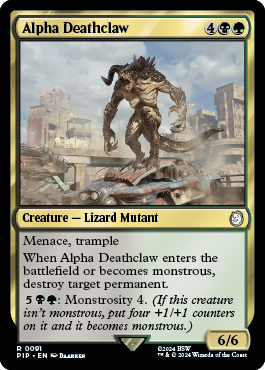 Alpha Deathclaw 4
Creature — Lizard Mutant
Menace, trample
When Alpha Deathclaw enters the
battlefield or becomes monstrous,
destroy target permanent.
5: Monstrosity 4. (If this creature
isn't monstrous, put four +1/+1 counters
on it and it becomes monstrous.)
6/6
R 0091
PIP • EN Daarken
©2024 BSW
™ & © 2024 Wizards of the Coast